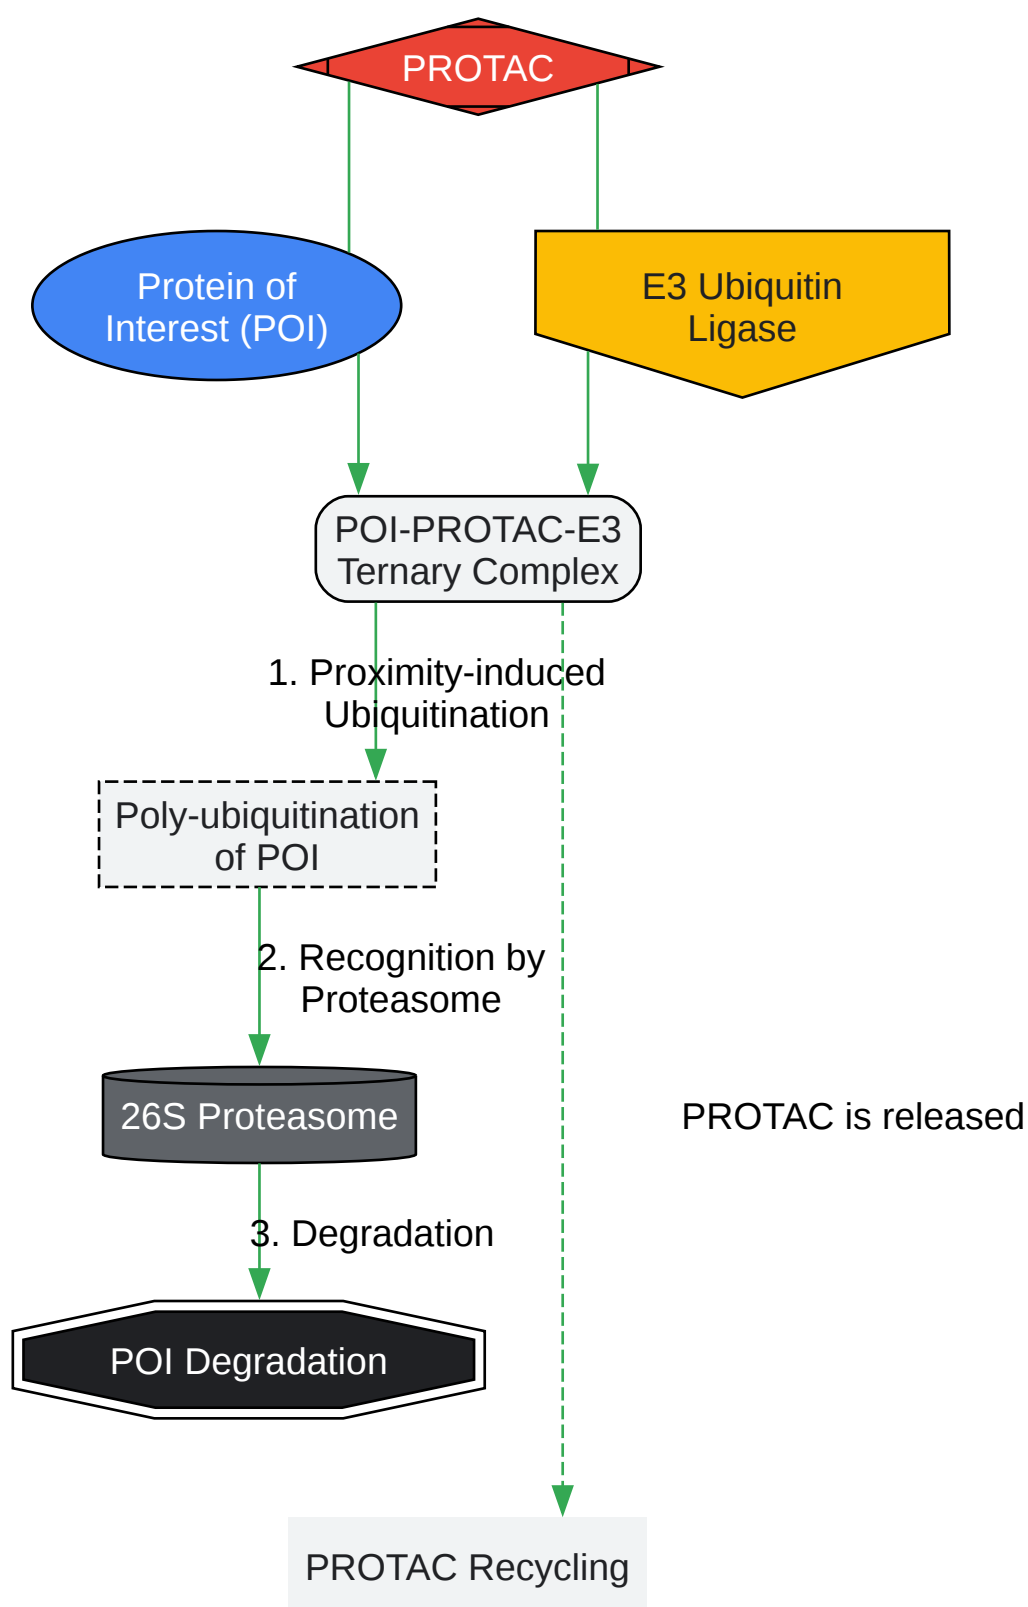 PROTAC
Protein of
Interest (POI)
E3 Ubiquitin
Ligase
POI-PROTAC-E3
Ternary Complex
1. Proximity-induced
Ubiquitination
Poly-ubiquitination
of POI
2. Recognition by
Proteasome
26S Proteasome
PROTAC is released
3. Degradation
POI Degradation
PROTAC Recycling